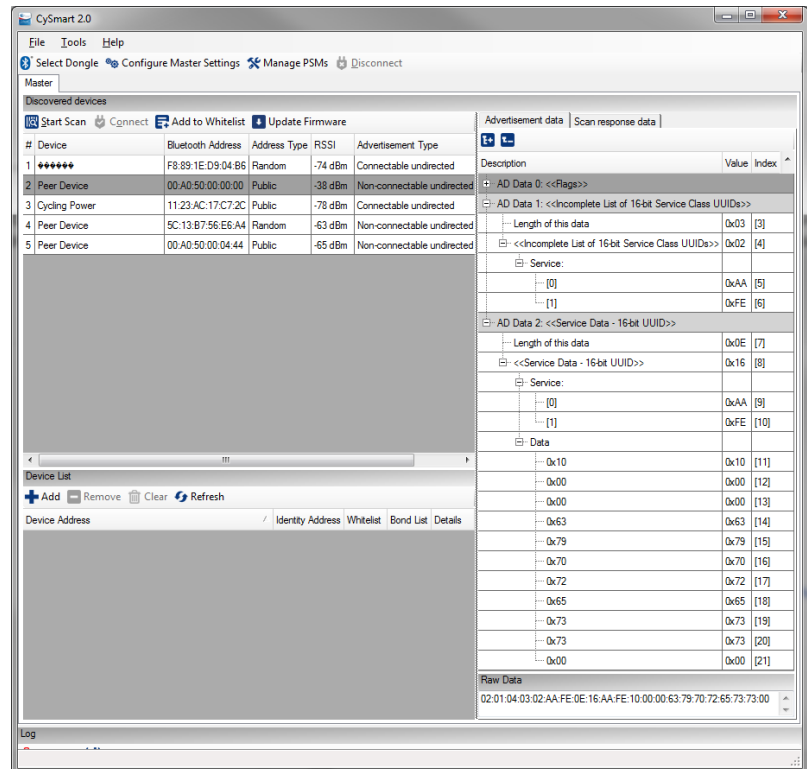 CySmart 2.0
File Tools Help
Select Dongle Configure Master Settings Manage PSMs Disconnect
Master
Discovered devices
Start Scan Connect Add to Whitelist Update Firmware
# Device Bluetooth Address Address Type RSSI Advertisement Type
1 ������ F8:89:1E:D9:04:B6 Random -74 dBm Connectable undirected
2 Peer Device 00:A0:50:00:00:00 Public -38 dBm Non-connectable undirected
3 Cycling Power 11:23:AC:17:C7:2C Public -78 dBm Connectable undirected
4 Peer Device 5C:13:B7:56:E6:A4 Random -63 dBm Non-connectable undirected
5 Peer Device 00:A0:50:00:04:44 Public -65 dBm Non-connectable undirected
Device List
Add Remove Clear Refresh
Device Address / Identity Address Whitelist Bond List Details
Advertisement data Scan response data
Description Value Index
AD Data 0: <<Flags>>
AD Data 1: <<Incomplete List of 16-bit Service Class UUIDs>>
Length of this data 0x03 [3]
<<Incomplete List of 16-bit Service Class UUIDs>> 0x02 [4]
Service:
[0] 0xAA [5]
[1] 0xFE [6]
AD Data 2: <<Service Data - 16-bit UUID>>
Length of this data 0x0E [7]
<<Service Data - 16-bit UUID>> 0x16 [8]
Service:
[0] 0xAA [9]
[1] 0xFE [10]
Data
0x10 0x10 [11]
0x00 0x00 [12]
0x00 0x00 [13]
0x63 0x63 [14]
0x79 0x79 [15]
0x70 0x70 [16]
0x72 0x72 [17]
0x65 0x65 [18]
0x73 0x73 [19]
0x73 0x73 [20]
0x00 0x00 [21]
Raw Data
02:01:04:03:02:AA:FE:0E:16:AA:FE:10:00:00:63:79:70:72:65:73:73:00
Log